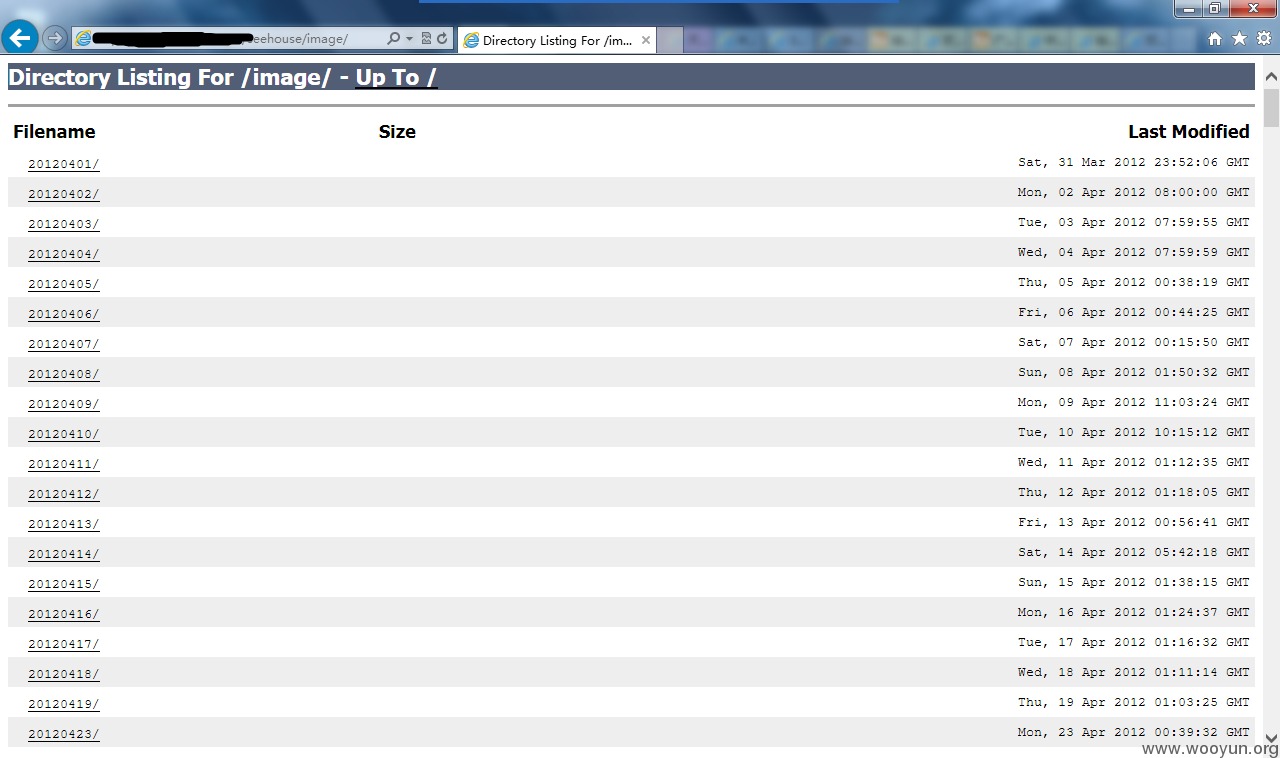 eehouse/image/
Directory Listing For /im...
Directory Listing For /image/ - Up To /
Filename Size Last Modified
20120401/ Sat, 31 Mar 2012 23:52:06 GMT
20120402/ Mon, 02 Apr 2012 08:00:00 GMT
20120403/ Tue, 03 Apr 2012 07:59:55 GMT
20120404/ Wed, 04 Apr 2012 07:59:59 GMT
20120405/ Thu, 05 Apr 2012 00:38:19 GMT
20120406/ Fri, 06 Apr 2012 00:44:25 GMT
20120407/ Sat, 07 Apr 2012 00:15:50 GMT
20120408/ Sun, 08 Apr 2012 01:50:32 GMT
20120409/ Mon, 09 Apr 2012 11:03:24 GMT
20120410/ Tue, 10 Apr 2012 10:15:12 GMT
20120411/ Wed, 11 Apr 2012 01:12:35 GMT
20120412/ Thu, 12 Apr 2012 01:18:05 GMT
20120413/ Fri, 13 Apr 2012 00:56:41 GMT
20120414/ Sat, 14 Apr 2012 05:42:18 GMT
20120415/ Sun, 15 Apr 2012 01:38:15 GMT
20120416/ Mon, 16 Apr 2012 01:24:37 GMT
20120417/ Tue, 17 Apr 2012 01:16:32 GMT
20120418/ Wed, 18 Apr 2012 01:11:14 GMT
20120419/ Thu, 19 Apr 2012 01:03:25 GMT
20120423/ Mon, 23 Apr 2012 00:39:32 GMT
www.wooyun.org